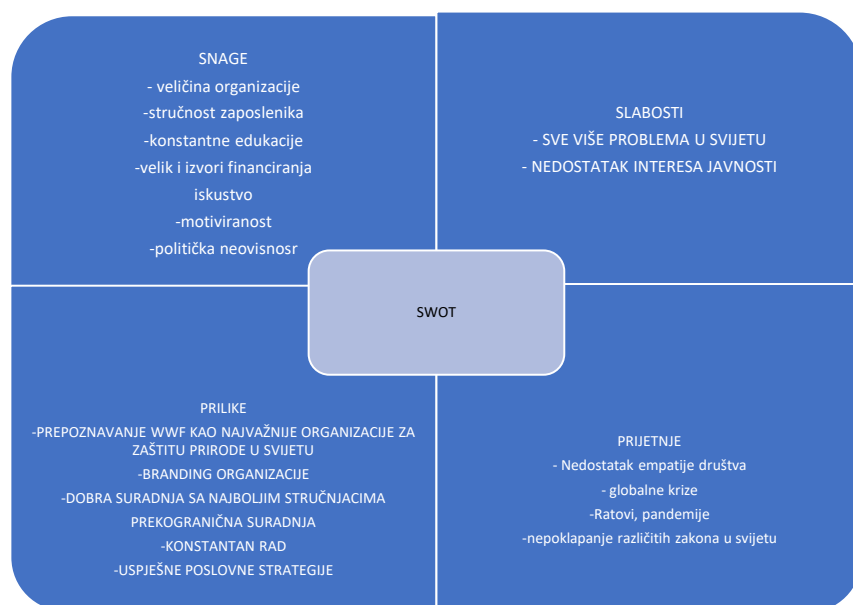 SNAGE
- veličina organizacije
-stručnost zaposlenika
-konstantne edukacije
-velik i izvori financiranja
iskustvo
-motiviranost
-politička neovisnosr
SLABOSTI
- SVE VIŠE PROBLEMA U SVIJETU
- NEDOSTATAK INTERESA JAVNOSTI
SWOT
PRILIKE
-PREPOZNAVANJE WWF KAO NAJVAŽNIJE ORGANIZACIJE ZA
ZAŠTITU PRIRODE U SVIJETU
-BRANDING ORGANIZACIJE
-DOBRA SURADNJA SA NAJBOLJIM STRUČNJACIMA
PREKOGRANIČNA SURADNJA
-KONSTANTAN RAD
-USPJEŠNE POSLOVNE STRATEGIJE
PRIJETNJE
- Nedostatak empatije društva
- globalne krize
-Ratovi, pandemije
-nepoklapanje različitih zakona u svijetu